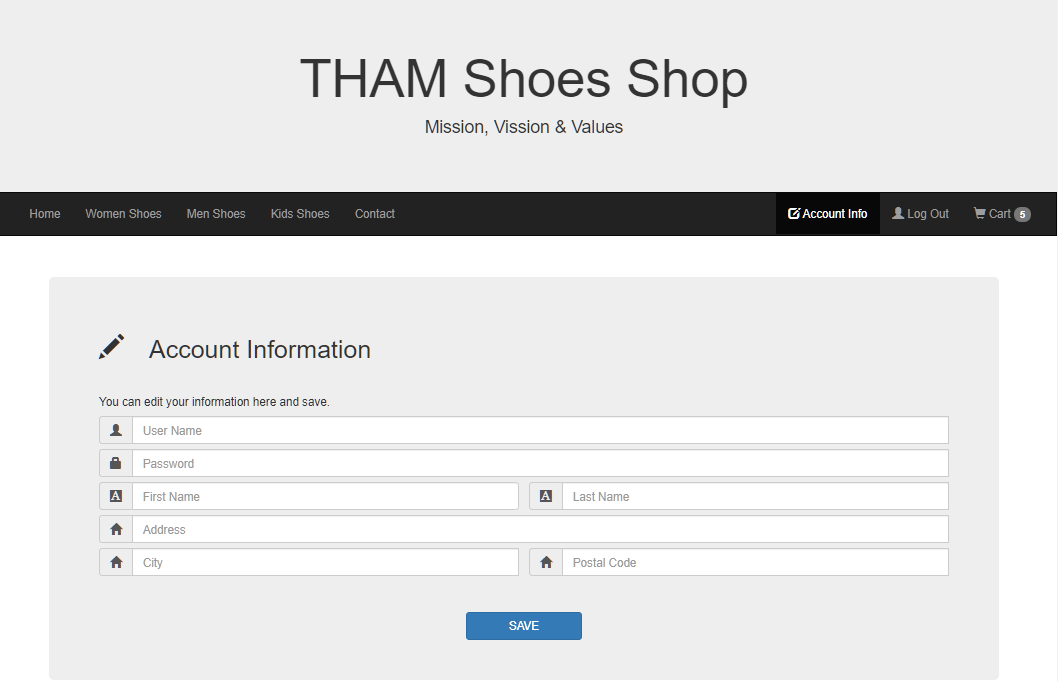 THAM Shoes Shop
Mission, Vission & Values
Home Women Shoes Men Shoes Kids Shoes Contact Account Info Log Out Cart 5
Account Information
You can edit your information here and save.
User Name
Password
A First Name A Last Name
Address
City Postal Code
SAVE